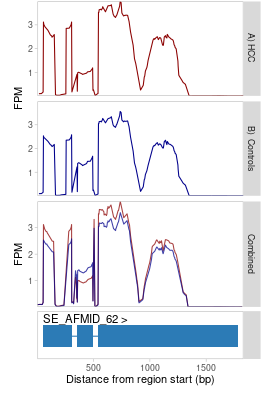 3
2
1
A) HCC
FPM
3
2
1
B) Controls
3
2
1
Combined
FPM
SE_AFMID_62 >
500
1000
1500
Distance from region start (bp)